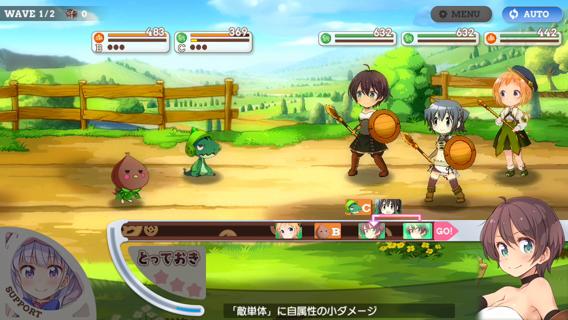 WAVE 1/2 0
MENU
AUTO
483
B
369
C
632
632
442
C
B
GO!
とっておき
SUPPORT
「敵単体」に自属性の小ダメージ